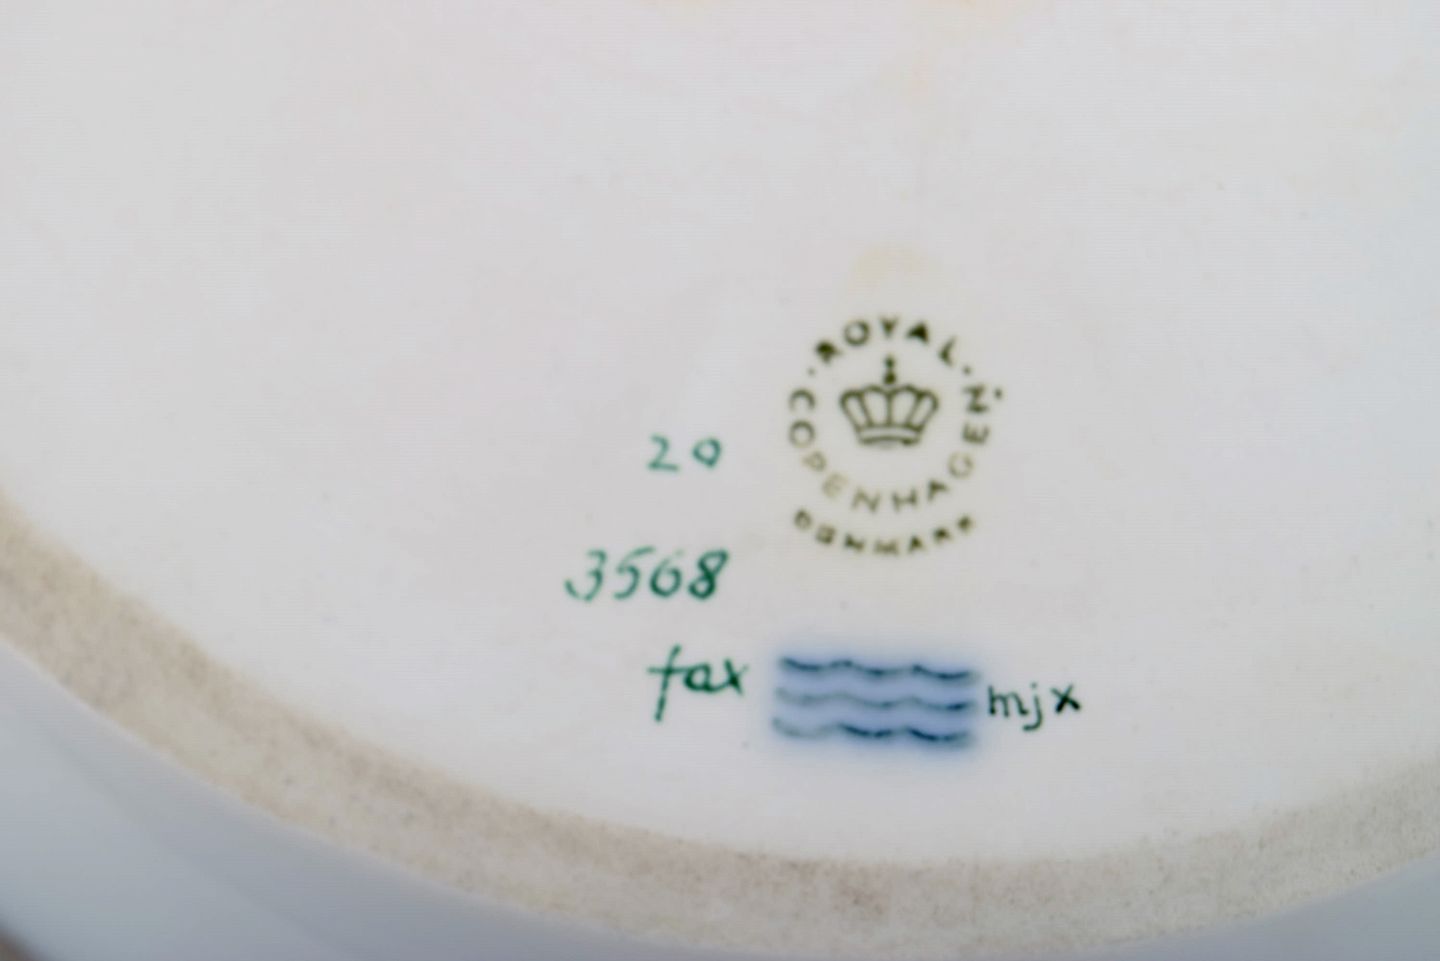 ROYAL
COPENHAGEN
DENMARK
20
3568
fax
mjx